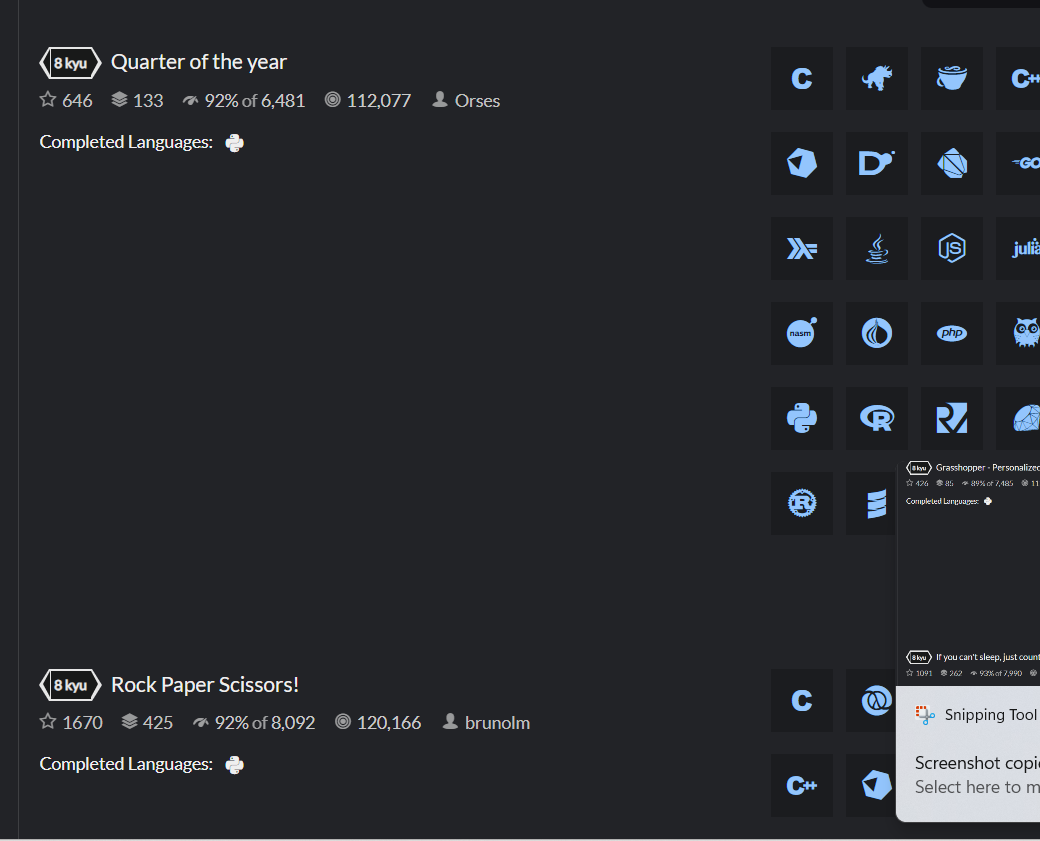 8 kyu Quarter of the year
646 133 92% of 6,481 112,077 Orses
Completed Languages:
C
C++
D
GO
JS
julia
nasm
php
R
R
Grasshopper - Personalized
8 kyu
426 85 89% of 7,485 11
Completed Languages:
8 kyu If you can't sleep, just count
1091 262 93% of 7,990
8 kyu Rock Paper Scissors!
1670 425 92% of 8,092 120,166 brunolm
Completed Languages:
C
C++
Snipping Tool
Screenshot copi
Select here to m